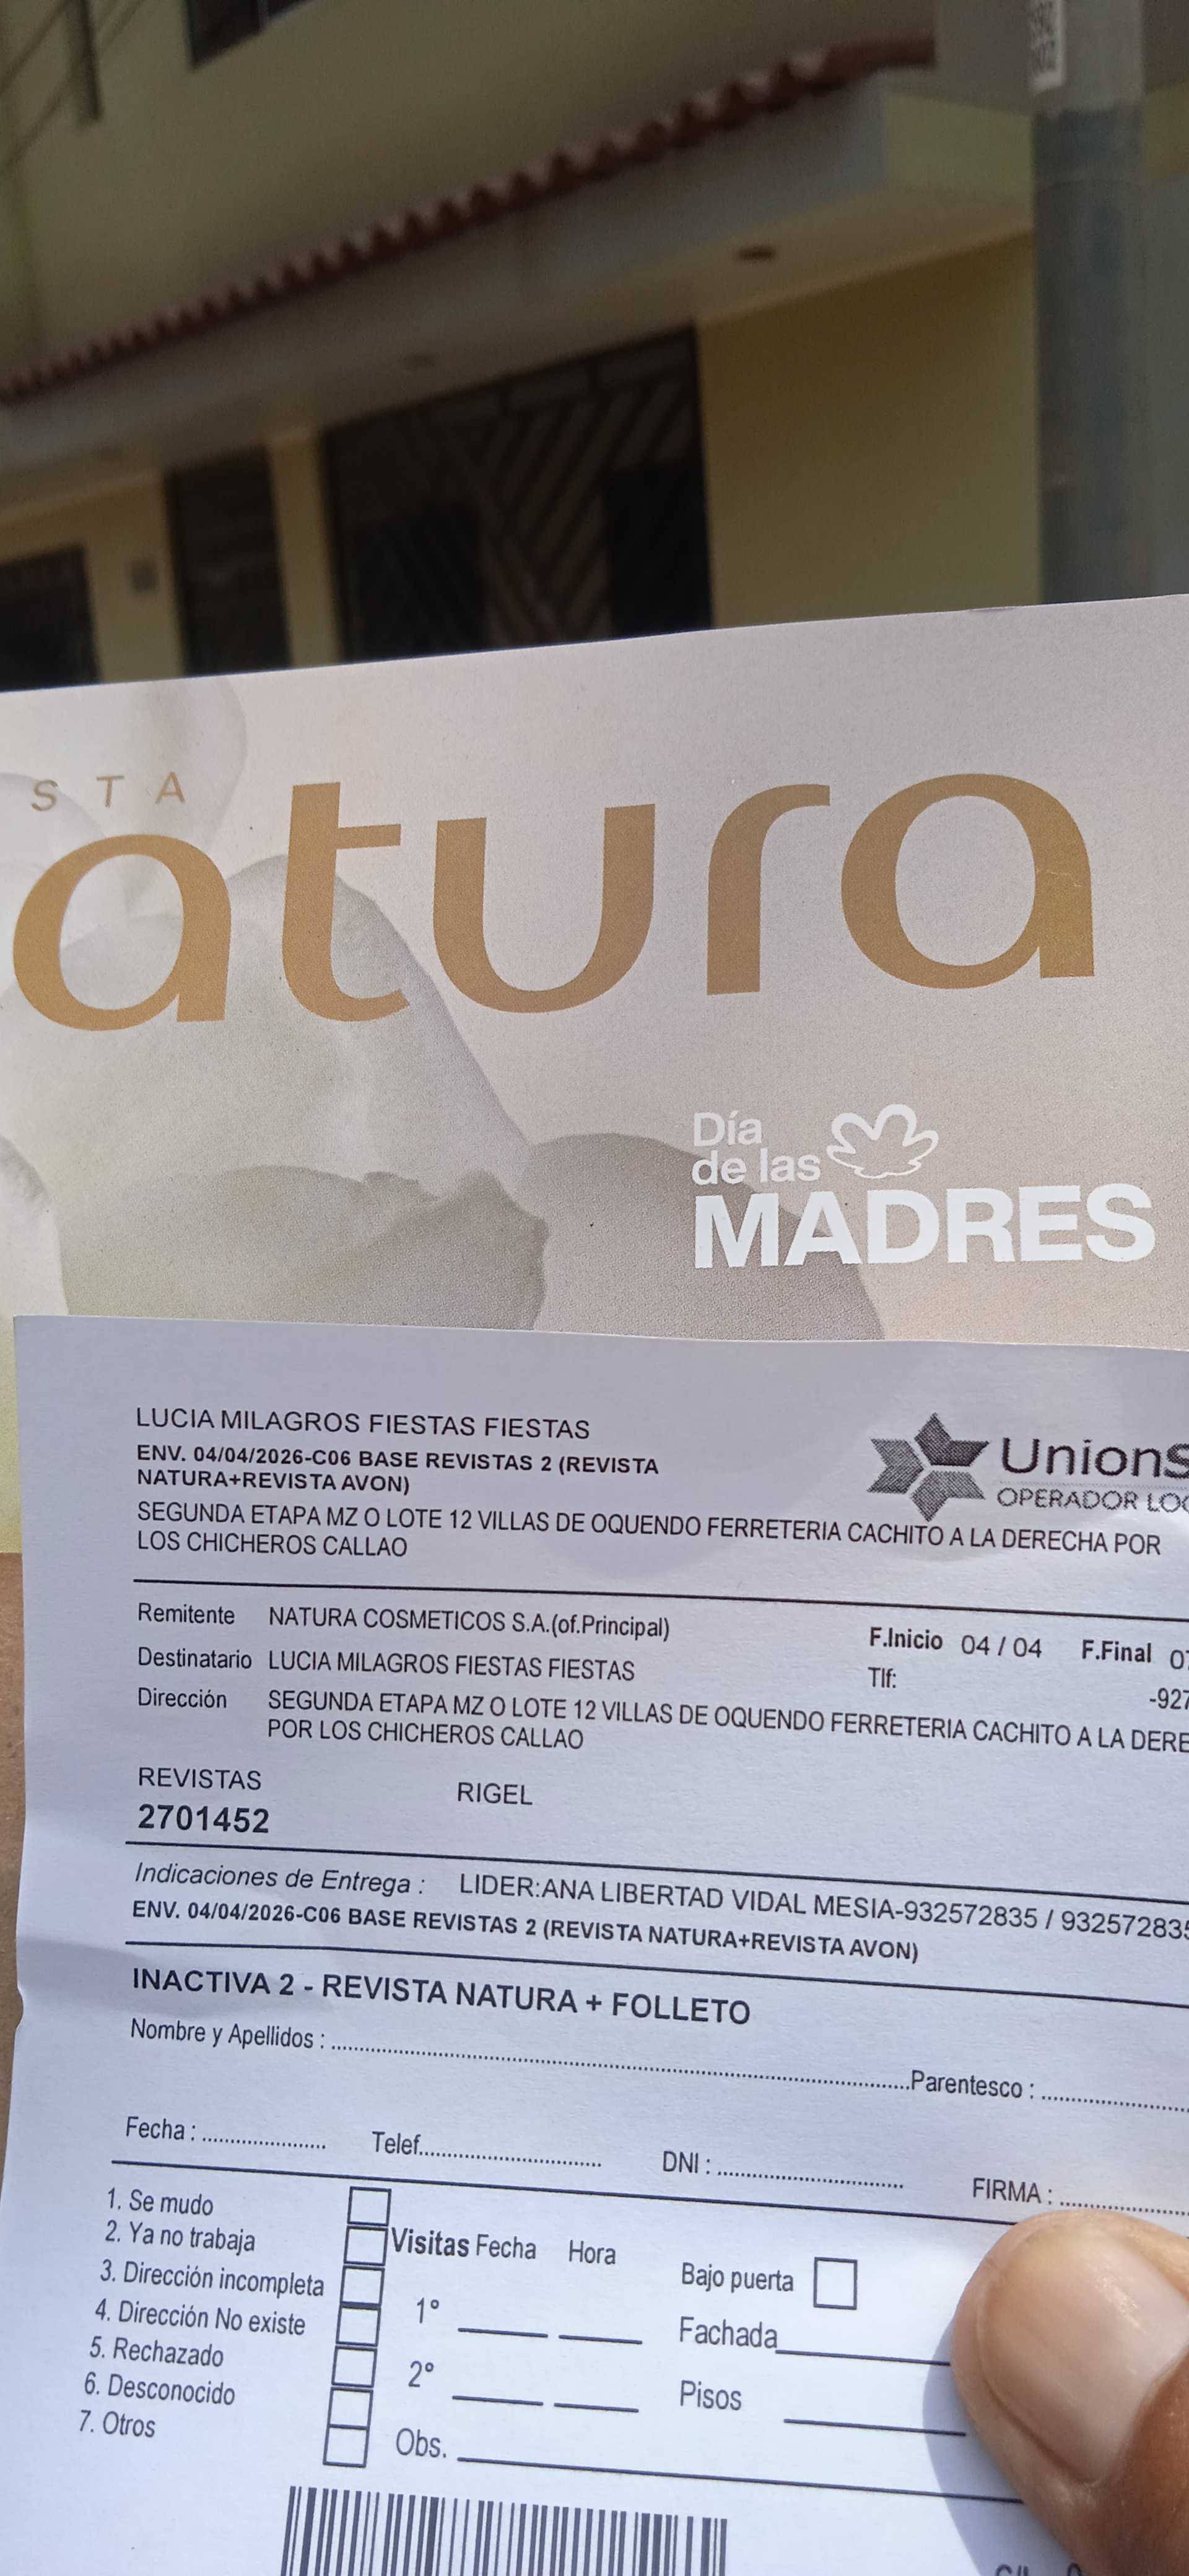 STA
atura
Día
de las
MADRES
LUCIA MILAGROS FIESTAS FIESTAS
ENV. 04/04/2026-C06 BASE REVISTAS 2 (REVISTA
NATURA+REVISTA AVON)
SEGUNDA ETAPA MZ O LOTE 12 VILLAS DE OQUENDO FERRETERIA CACHITO A LA DERECHA POR
LOS CHICHEROS CALLAO
UnionS
OPERADOR LOG
Remitente NATURA COSMETICOS S.A.(of.Principal)
F.Inicio 04 / 04 F.Final
Destinatario LUCIA MILAGROS FIESTAS FIESTAS
Tlf:
-927
Dirección SEGUNDA ETAPA MZ O LOTE 12 VILLAS DE OQUENDO FERRETERIA CACHITO A LA DERE
POR LOS CHICHEROS CALLAO
REVISTAS RIGEL
2701452
Indicaciones de Entrega : LIDER:ANA LIBERTAD VIDAL MESIA-932572835 / 932572835
ENV. 04/04/2026-C06 BASE REVISTAS 2 (REVISTA NATURA+REVISTA AVON)
INACTIVA 2 - REVISTA NATURA + FOLLETO
Nombre y Apellidos : Parentesco :
Fecha : Telef. DNI : FIRMA :
1. Se mudo
2. Ya no trabaja
3. Dirección incompleta
4. Dirección No existe
5. Rechazado
6. Desconocido
7. Otros
Visitas Fecha Hora
1°
2°
Obs.
Bajo puerta
Fachada
Pisos